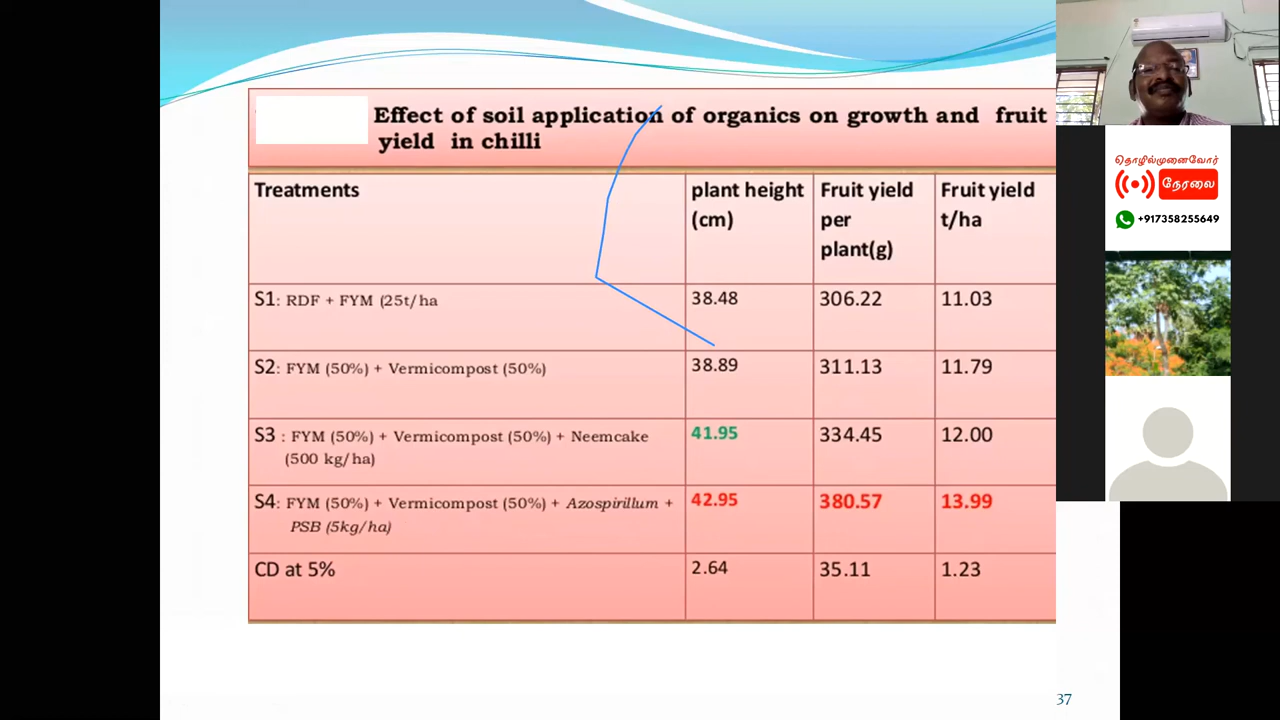 Effect of soil application of organics on growth and fruit
yield in chilli
Treatments
plant height
(cm)
Fruit yield
per
plant(g)
Fruit yield
t/ha
S1: RDF + FYM (25t/ha
38.48
306.22
11.03
S2: FYM (50%) + Vermicompost (50%)
38.89
311.13
11.79
S3 : FYM (50%) + Vermicompost (50%) + Neemcake
(500 kg/ha)
41.95
334.45
12.00
S4: FYM (50%) + Vermicompost (50%) + Azospirillum +
PSB (5kg/ha)
42.95
380.57
13.99
CD at 5%
2.64
35.11
1.23
37
தொழில்முனைவோர்
நேரலை
+917358255649